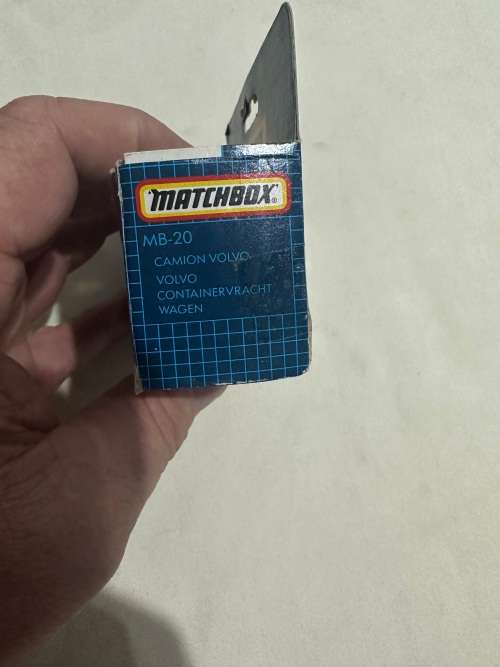 "MATCHBOX"®
MB-20
CAMION VOLVO
VOLVO
CONTAINERVRACHT
WAGEN